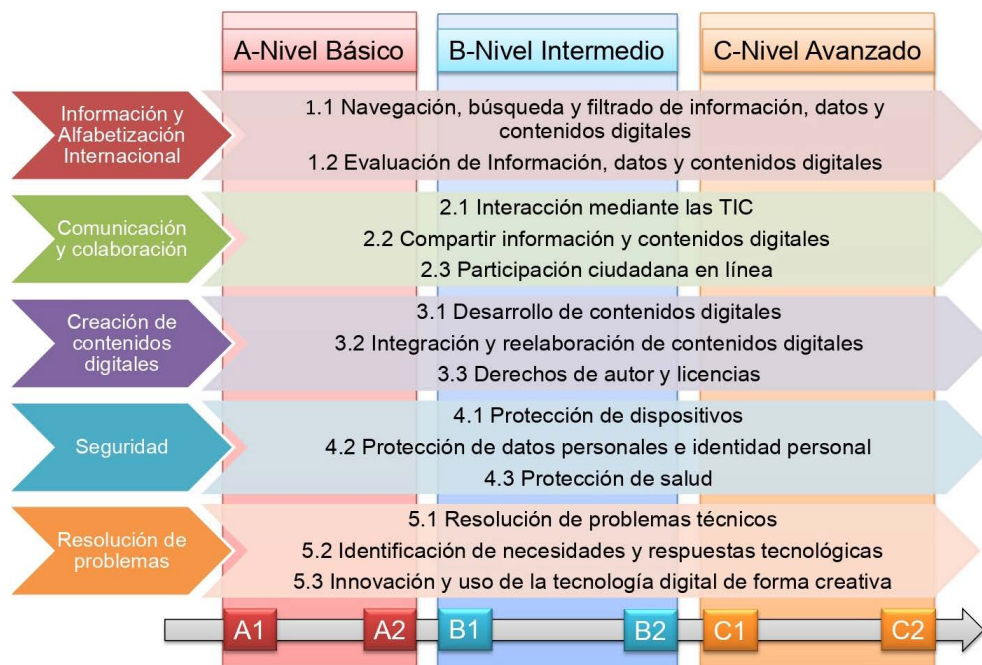 A-Nivel Básico
B-Nivel Intermedio
C-Nivel Avanzado
Información y
Alfabetización
Internacional
1.1 Navegación, búsqueda y filtrado de información, datos y
contenidos digitales
1.2 Evaluación de Información, datos y contenidos digitales
Comunicación
y colaboración
2.1 Interacción mediante las TIC
2.2 Compartir información y contenidos digitales
2.3 Participación ciudadana en línea
Creación de
contenidos
digitales
3.1 Desarrollo de contenidos digitales
3.2 Integración y reelaboración de contenidos digitales
3.3 Derechos de autor y licencias
Seguridad
4.1 Protección de dispositivos
4.2 Protección de datos personales e identidad personal
4.3 Protección de salud
Resolución de
problemas
5.1 Resolución de problemas técnicos
5.2 Identificación de necesidades y respuestas tecnológicas
5.3 Innovación y uso de la tecnología digital de forma creativa
A1
A2
B1
B2
C1
C2